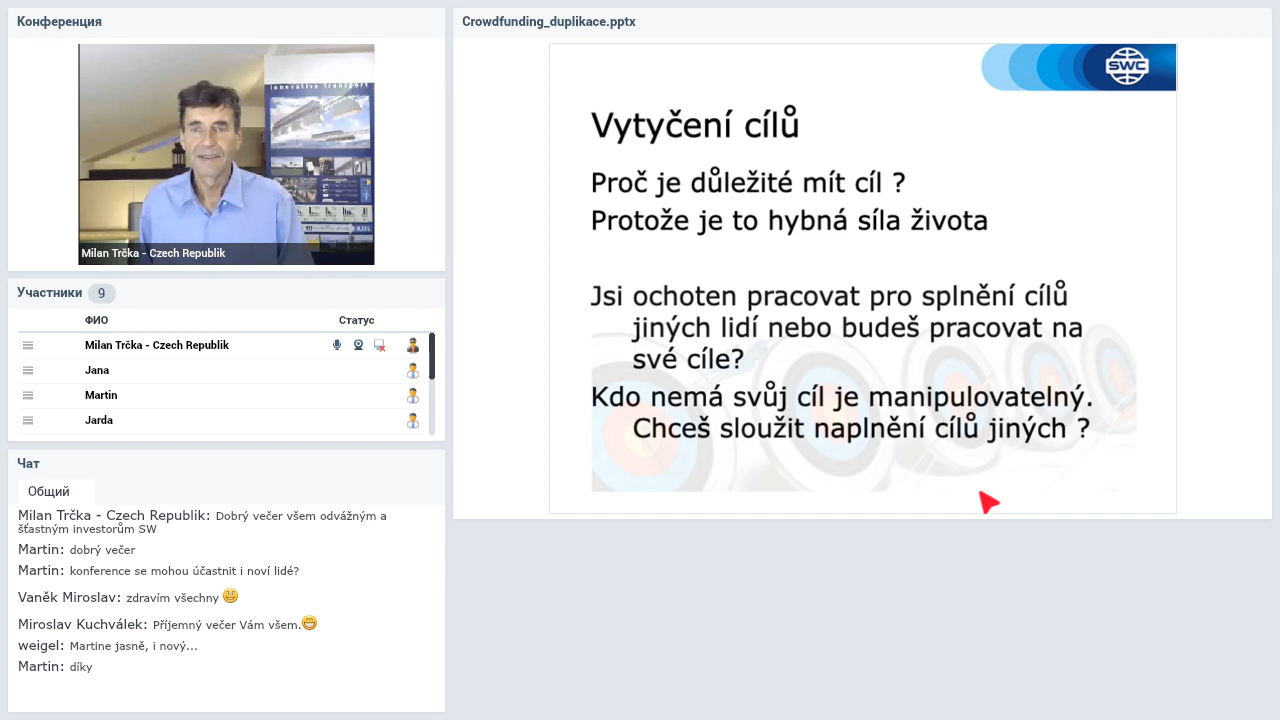 Конференция
innovative transport
Milan Trčka - Czech Republik
Участники 9
ФИО Статус
Milan Trčka - Czech Republik
Jana
Martin
Jarda
Чат
Общий
Milan Trčka - Czech Republik: Dobrý večer všem odvážným a
šťastným investorům SW
Martin: dobrý večer
Martin: konference se mohou účastnit i noví lidé?
Vaněk Miroslav: zdravím všechny
Miroslav Kuchválek: Příjemný večer Vám všem.
weigel: Martine jasně, i nový...
Martin: díky
Crowdfunding_duplikace.pptx
SWC
Vytyčení cílů
Proč je důležité mít cíl ?
Protože je to hybná síla života
Jsi ochoten pracovat pro splnění cílů
jiných lidí nebo budeš pracovat na
své cíle?
Kdo nemá svůj cíl je manipulovatelný.
Chceš sloužit naplnění cílů jiných ?